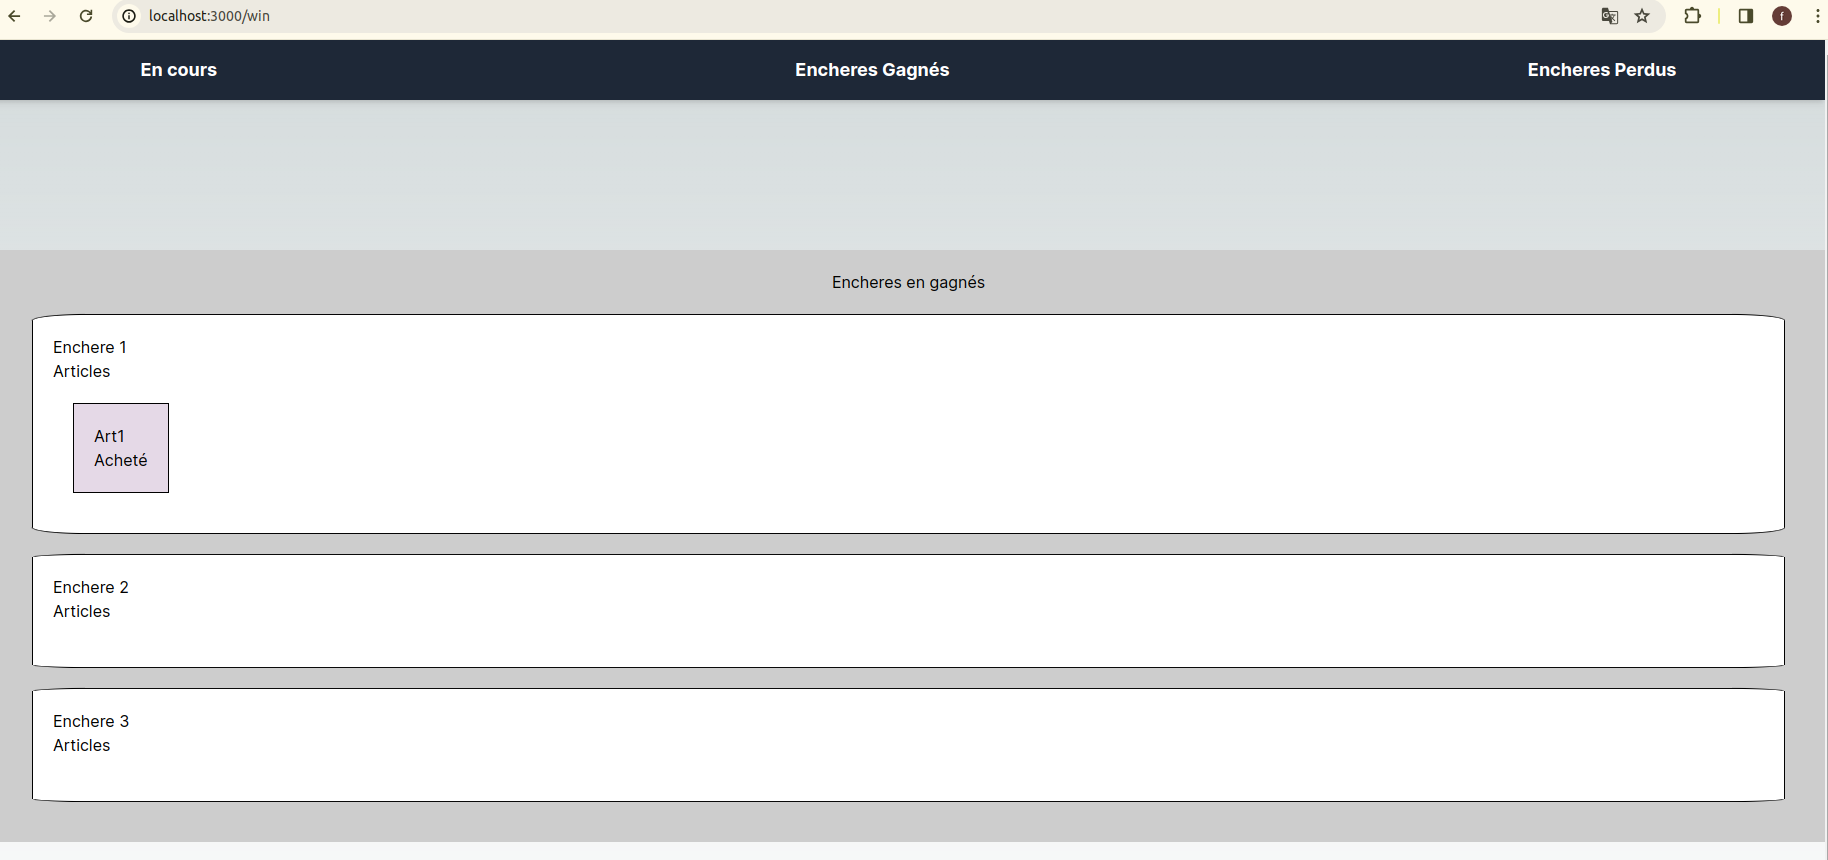 localhost:3000/win
f
En cours
Encheres Gagnés
Encheres Perdus
Encheres en gagnés
Enchere 1
Articles
Art1
Acheté
Enchere 2
Articles
Enchere 3
Articles